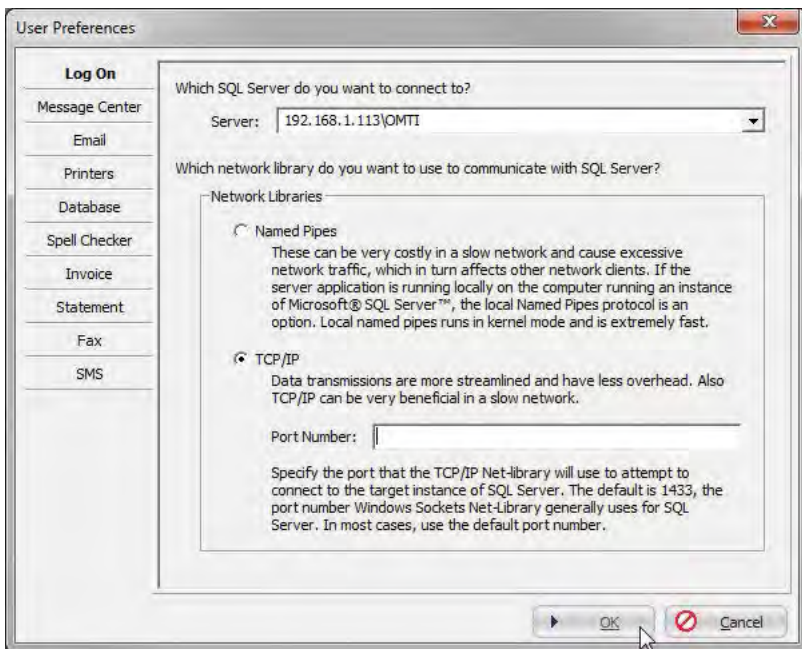 User Preferences
Log On
Message Center
Email
Printers
Database
Spell Checker
Invoice
Statement
Fax
SMS
Which SQL Server do you want to connect to?
Server: 192.168.1.113\OMTI
Which network library do you want to use to communicate with SQL Server?
Network Libraries
Named Pipes
These can be very costly in a slow network and cause excessive
network traffic, which in turn affects other network clients. If the
server application is running locally on the computer running an instance
of Microsoft® SQL Server™, the local Named Pipes protocol is an
option. Local named pipes runs in kernel mode and is extremely fast.
TCP/IP
Data transmissions are more streamlined and have less overhead. Also
TCP/IP can be very beneficial in a slow network.
Port Number:
Specify the port that the TCP/IP Net-library will use to attempt to
connect to the target instance of SQL Server. The default is 1433, the
port number Windows Sockets Net-Library generally uses for SQL
Server. In most cases, use the default port number.
OK
Cancel